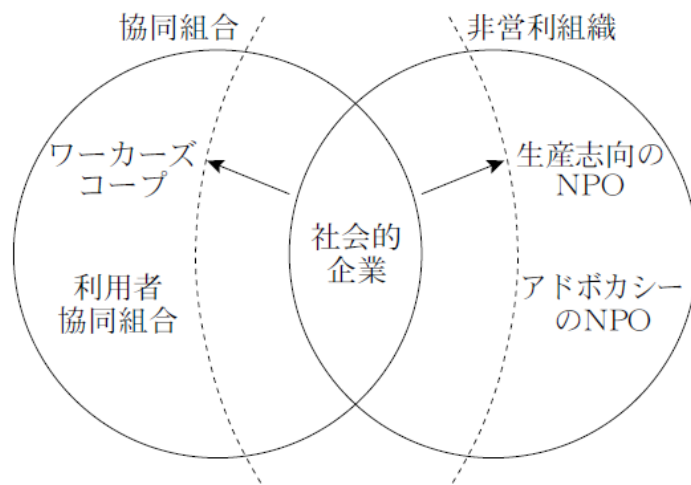 協同組合
非営利組織
ワーカーズ
コープ
生産志向の
NPO
社会的
企業
利用者
協同組合
アドボカシー
のNPO